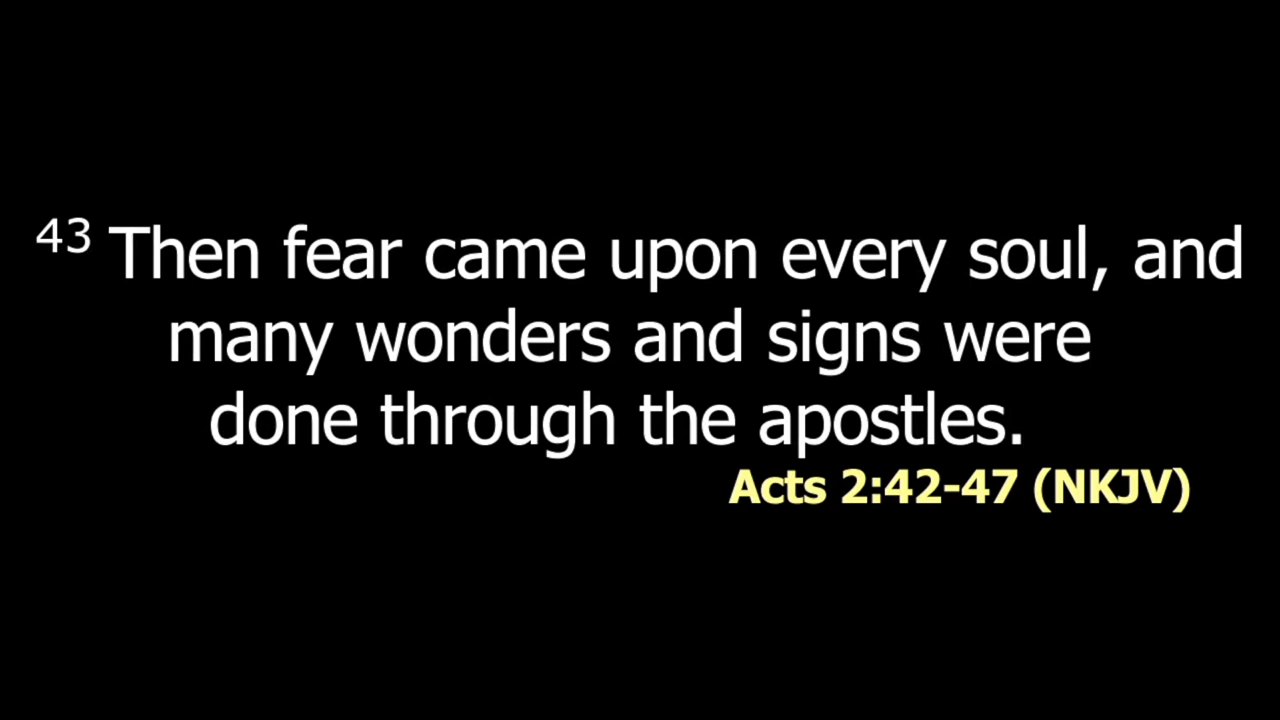 43 Then fear came upon every soul, and
many wonders and signs were
done through the apostles.
Acts 2:42-47 (NKJV)